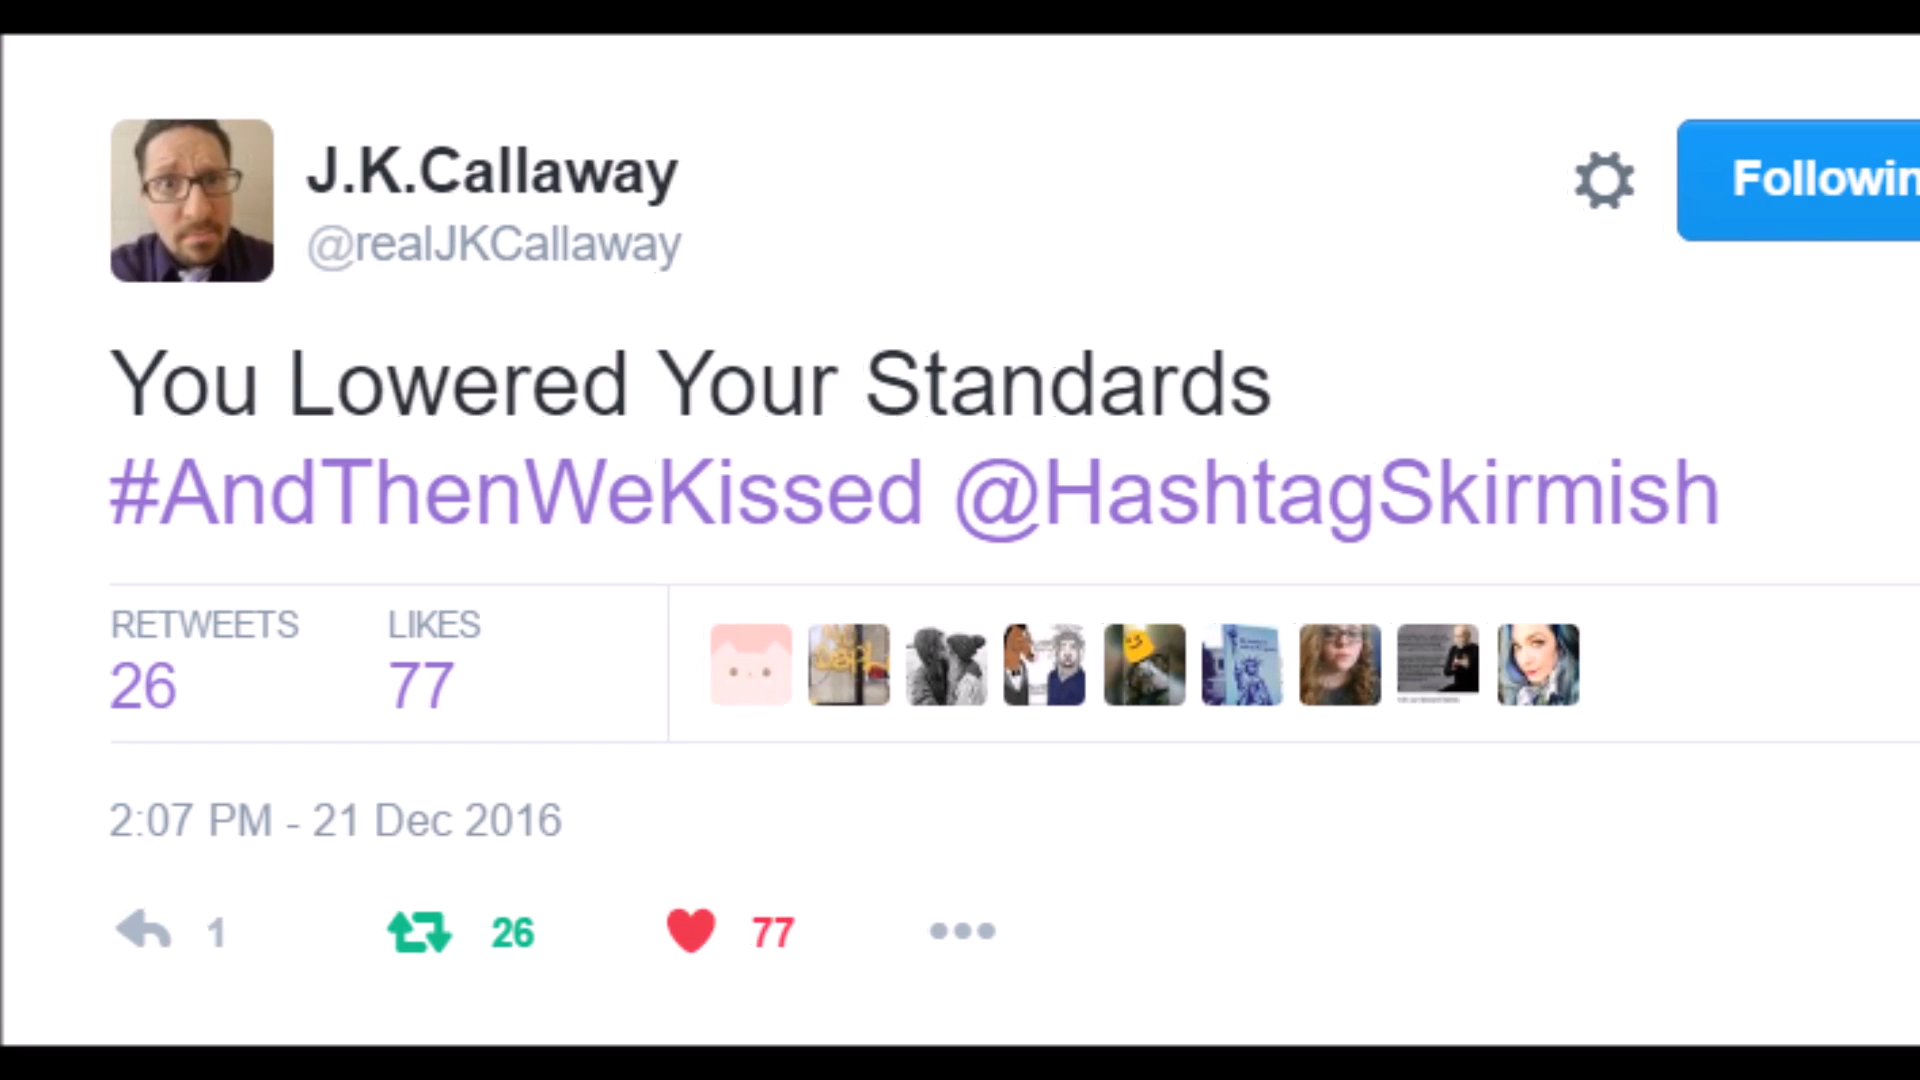 J.K.Callaway
@realJKCallaway
Followin
You Lowered Your Standards
#AndThenWeKissed @HashtagSkirmish
RETWEETS LIKES
26 77
2:07 PM - 21 Dec 2016
1 26 77